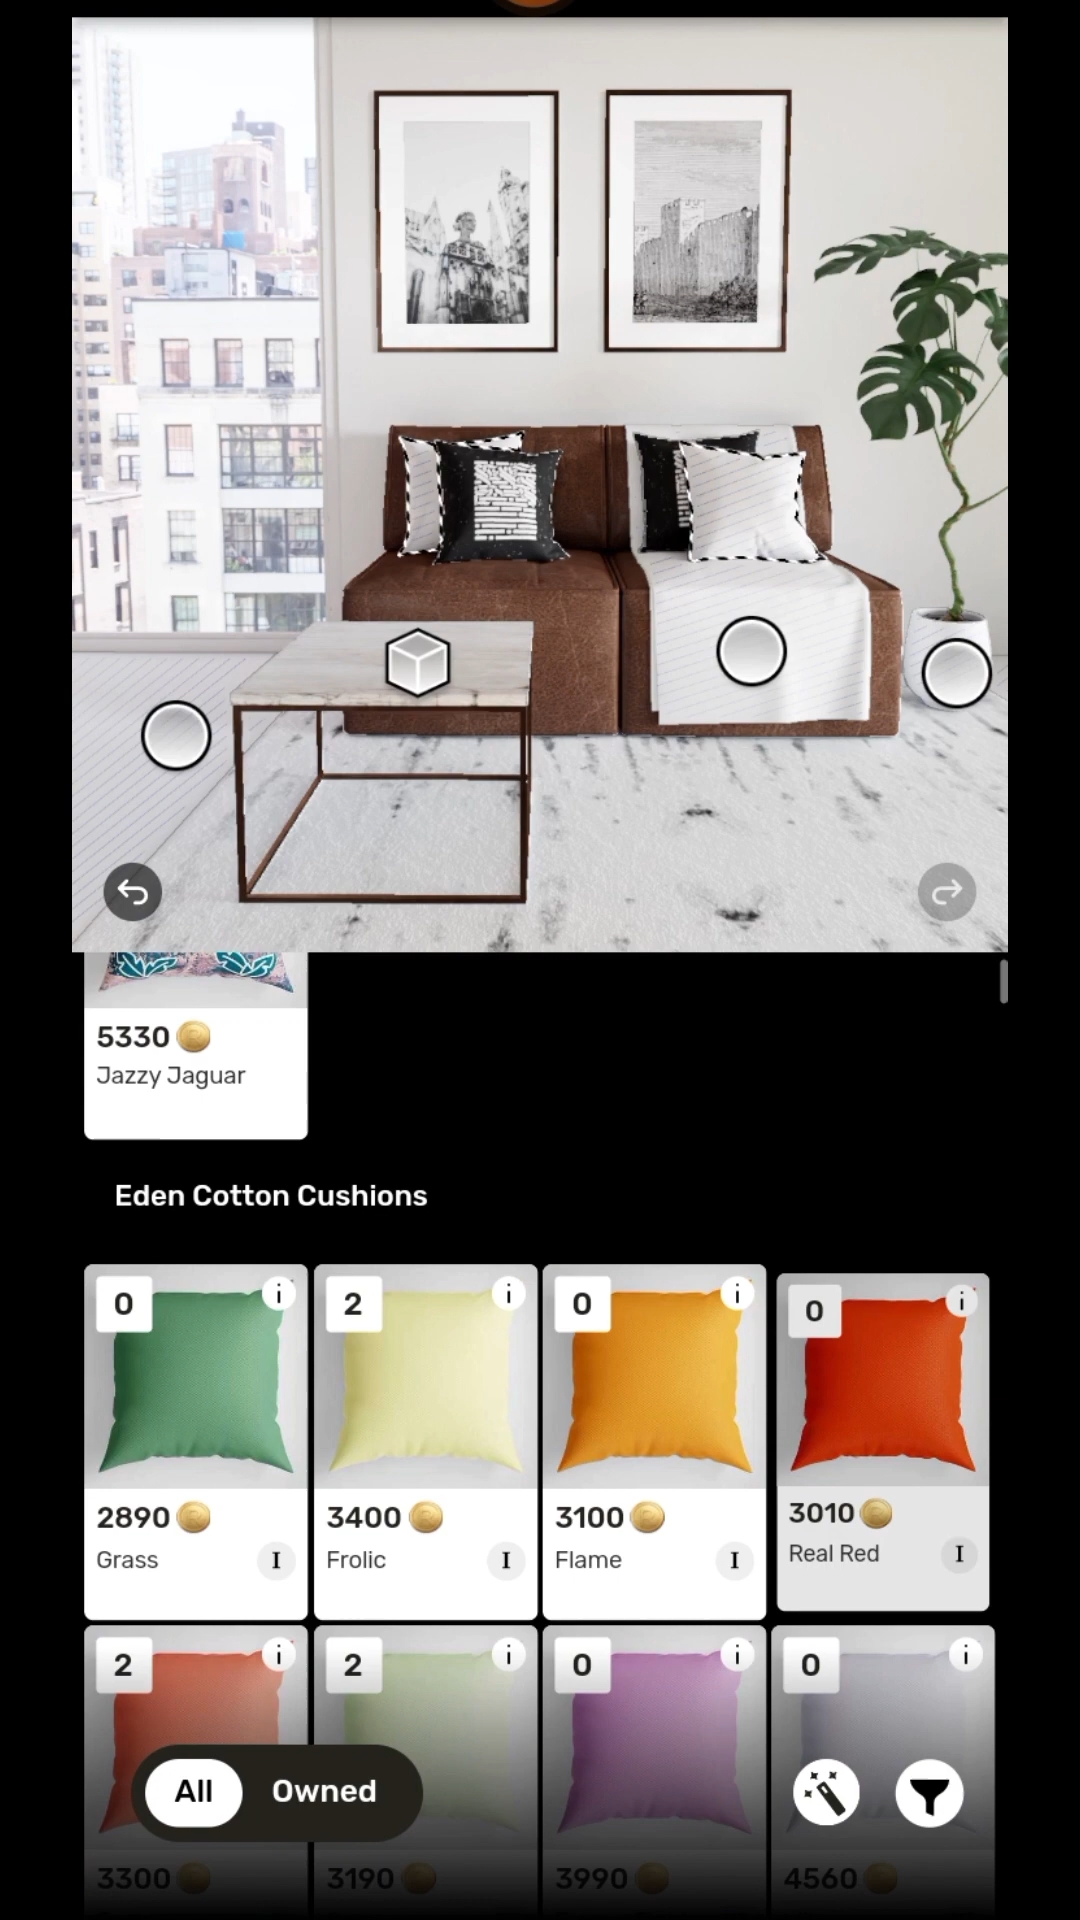 5330
Jazzy Jaguar
Eden Cotton Cushions
0 i 2 i 0 i 0 i
2890 3400 3100 3010
Grass I Frolic I Flame I Real Red I
2 i 2 i 0 i 0 i
All Owned
3300 3190 3990 4560